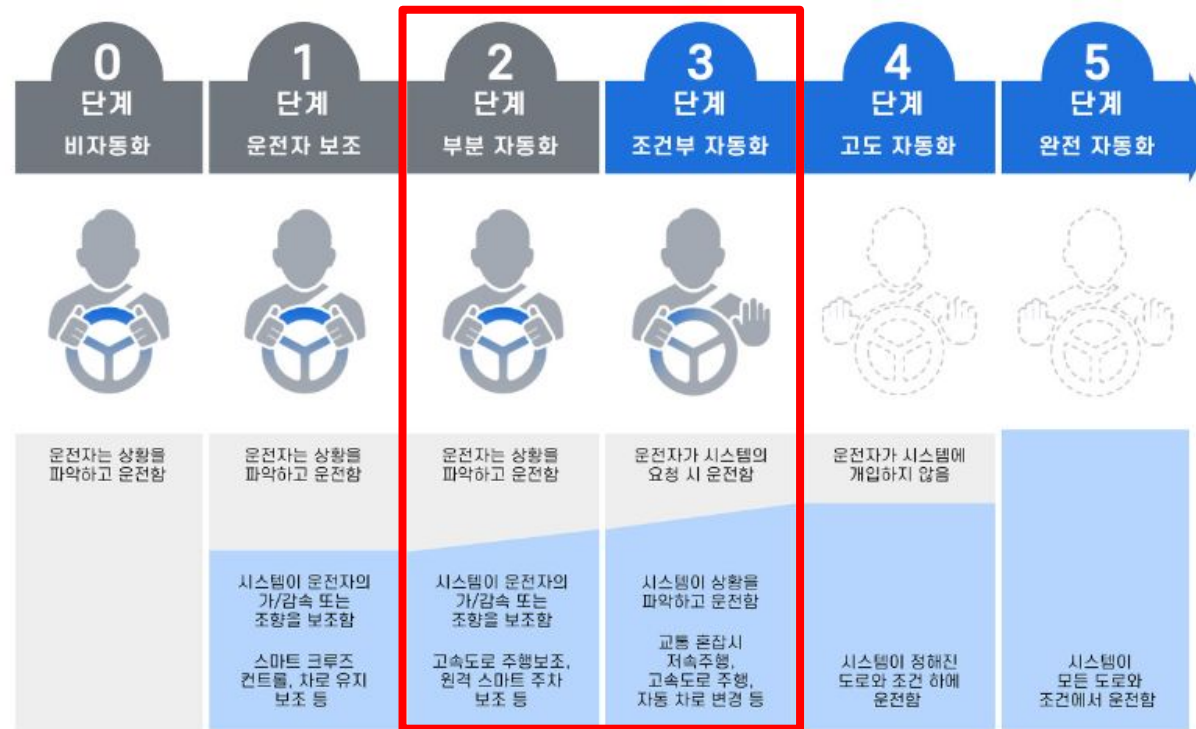 0
단계
비자동화
1
단계
운전자 보조
2
단계
부분 자동화
3
단계
조건부 자동화
4
단계
고도 자동화
5
단계
완전 자동화
운전자는 상황을
파악하고 운전함
운전자는 상황을
파악하고 운전함
운전자는 상황을
파악하고 운전함
운전자가 시스템의
요청 시 운전함
운전자가 시스템에
개입하지 않음
시스템이 운전자의
가/감속 또는
조향을 보조함
스마트 크루즈
컨트롤, 차로 유지
보조 등
시스템이 운전자의
가/감속 또는
조향을 보조함
고속도로 주행보조,
원격 스마트 주차
보조 등
시스템이 상황을
파악하고 운전함
교통 혼잡시
저속주행,
고속도로 주행,
자동 차로 변경 등
시스템이 정해진
도로와 조건 하에
운전함
시스템이
모든 도로와
조건에서 운전함